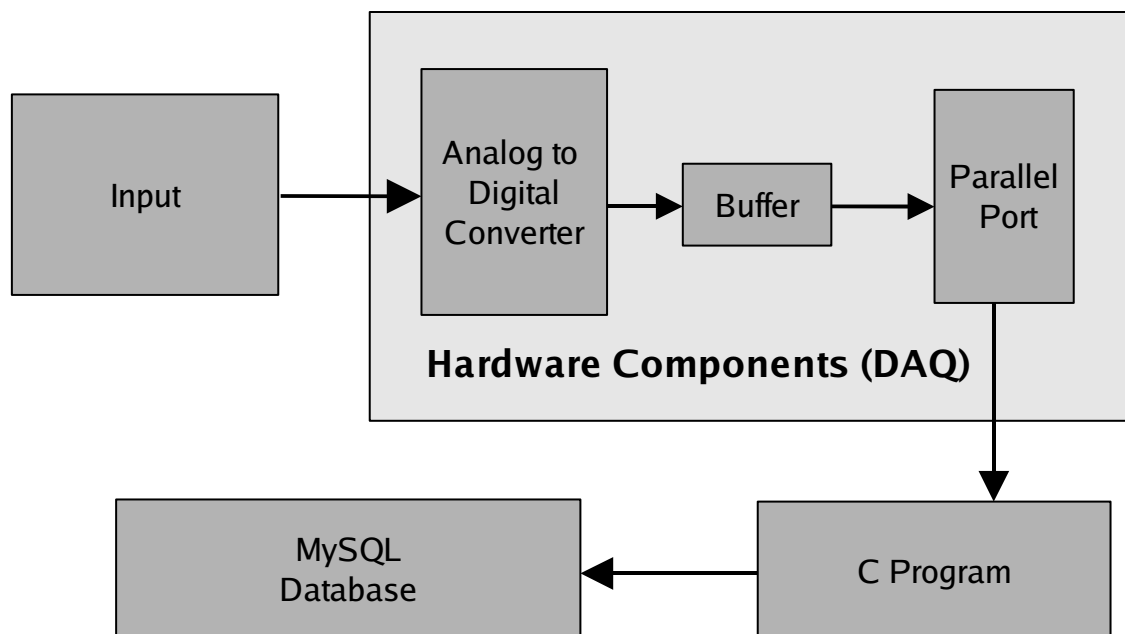 Input
Analog to
Digital
Converter
Buffer
Parallel
Port
Hardware Components (DAQ)
MySQL
Database
C Program